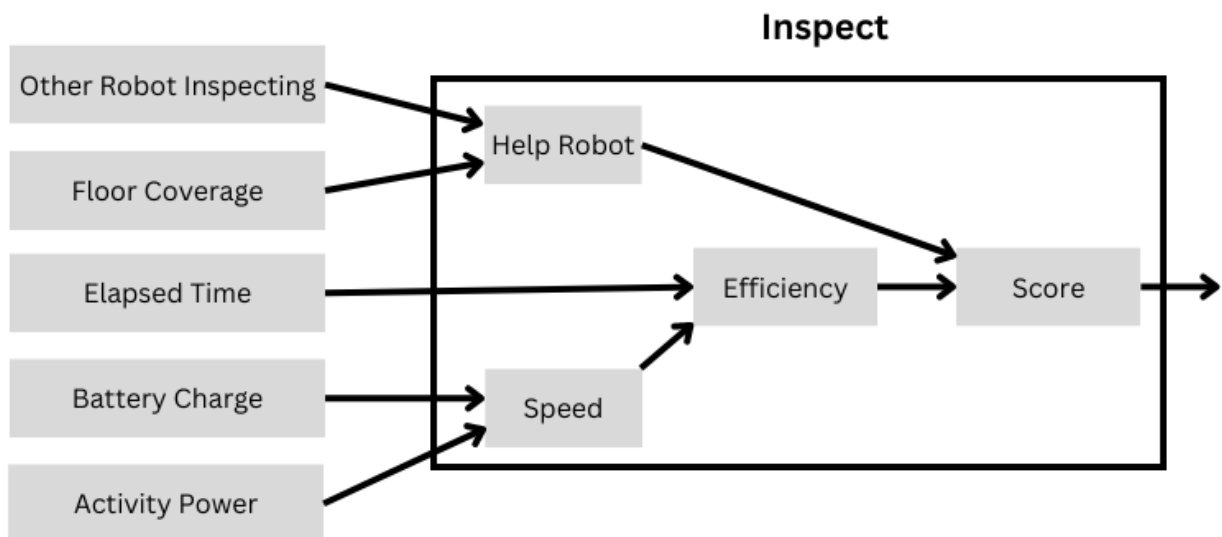 Inspect
Other Robot Inspecting
Help Robot
Floor Coverage
Elapsed Time
Efficiency
Score
Battery Charge
Speed
Activity Power